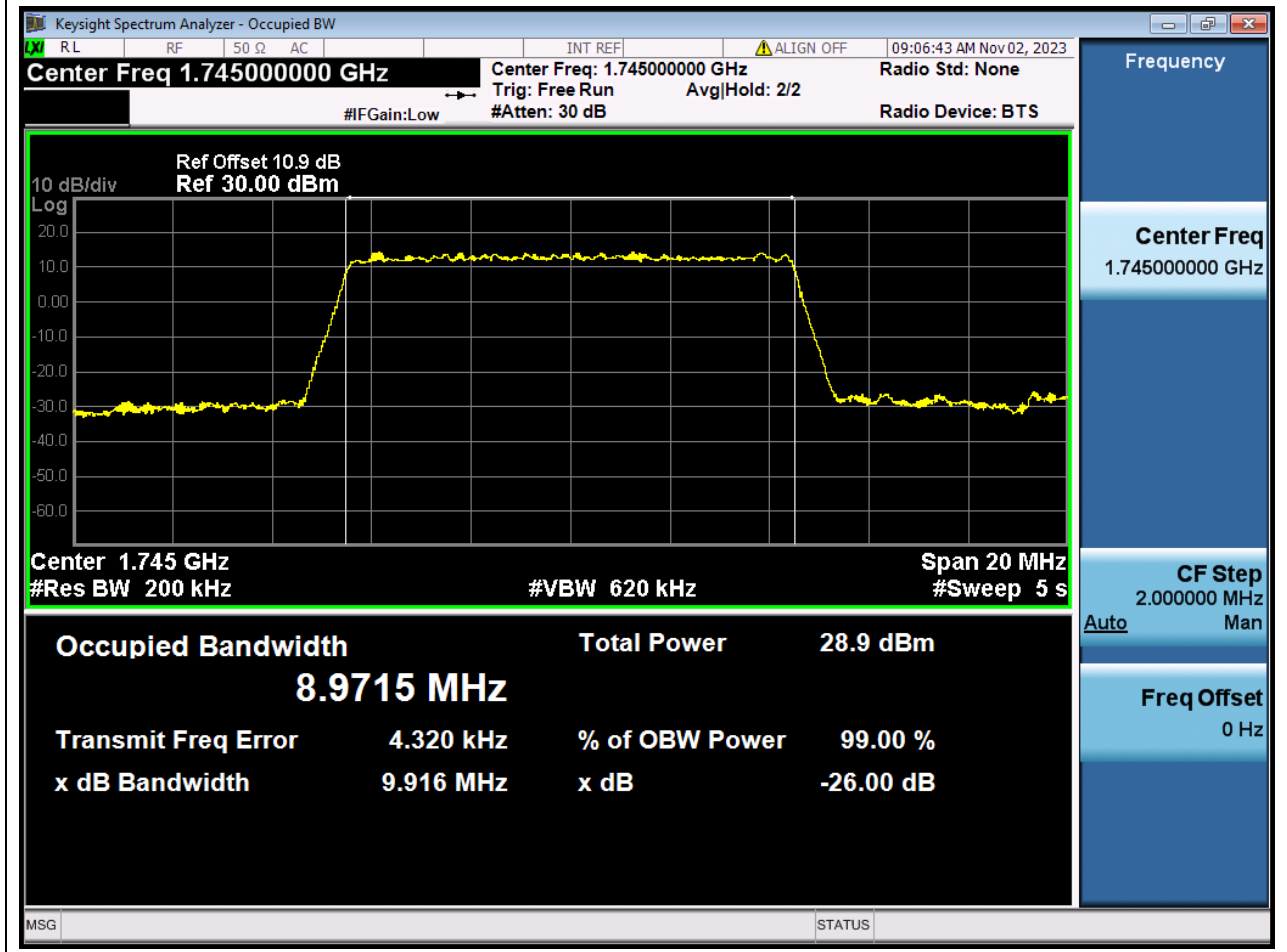 Keysight Spectrum Analyzer - Occupied BW
LXI RL RF 50 Ω AC INT REF ALIGN OFF 09:06:43 AM Nov 02, 2023
Center Freq 1.745000000 GHz
Center Freq: 1.745000000 GHz
Radio Std: None
Trig: Free Run Avg|Hold: 2/2
#IFGain:Low
#Atten: 30 dB
Radio Device: BTS
Ref Offset 10.9 dB
10 dB/div Ref 30.00 dBm
Log
20.0
10.0
0.00
-10.0
-20.0
-30.0
-40.0
-50.0
-60.0
Center 1.745 GHz Span 20 MHz
#Res BW 200 kHz #VBW 620 kHz #Sweep 5 s
Occupied Bandwidth Total Power 28.9 dBm
8.9715 MHz
Transmit Freq Error 4.320 kHz % of OBW Power 99.00 %
x dB Bandwidth 9.916 MHz x dB -26.00 dB
Frequency
Center Freq
1.745000000 GHz
CF Step
2.000000 MHz
Auto Man
Freq Offset
0 Hz
MSG STATUS